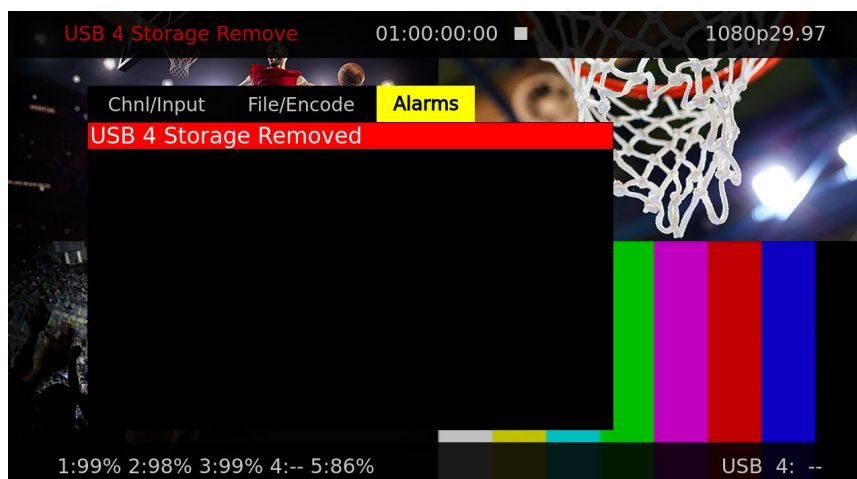 USB 4 Storage Remove 01:00:00:00 1080p29.97
Chnl/Input File/Encode Alarms
USB 4 Storage Removed
1:99% 2:98% 3:99% 4:-- 5:86% USB 4: --